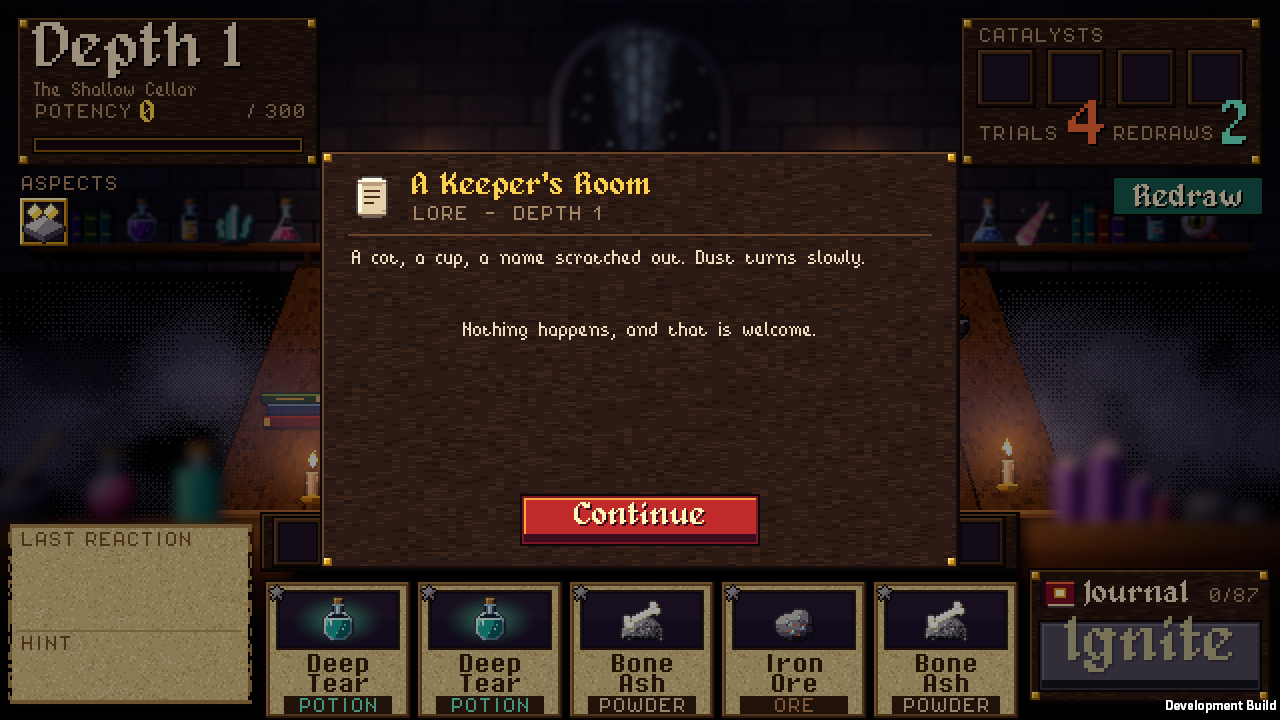 Depth 1
The Shallow Cellar
POTENCY 0 / 300
ASPECTS
CATALYSTS
TRIALS 4 REDRAWS 2
Redraw
A Keeper's Room
LORE - DEPTH 1
A cot, a cup, a name scratched out. Dust turns slowly.
Nothing happens, and that is welcome.
Continue
LAST REACTION
HINT
Deep
Tear
POTION
Deep
Tear
POTION
Bone
Ash
POWDER
Iron
Ore
ORE
Bone
Ash
POWDER
Journal 0/87
Ignite
Development Build